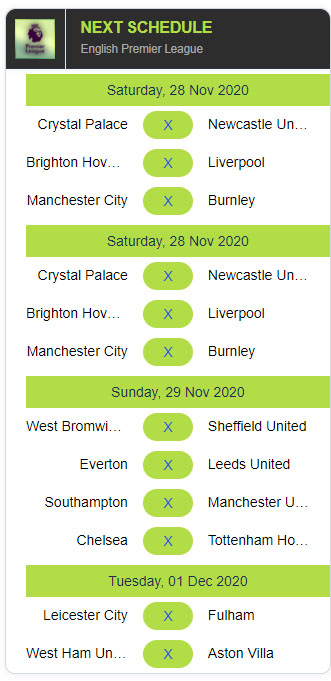 NEXT SCHEDULE
Premier
League
English Premier League
Saturday, 28 Nov 2020
Crystal Palace X Newcastle Un...
Brighton Hov... X Liverpool
Manchester City X Burnley
Saturday, 28 Nov 2020
Crystal Palace X Newcastle Un...
Brighton Hov... X Liverpool
Manchester City X Burnley
Sunday, 29 Nov 2020
West Bromwi... X Sheffield United
Everton X Leeds United
Southampton X Manchester U...
Chelsea X Tottenham Ho...
Tuesday, 01 Dec 2020
Leicester City X Fulham
West Ham Un... X Aston Villa